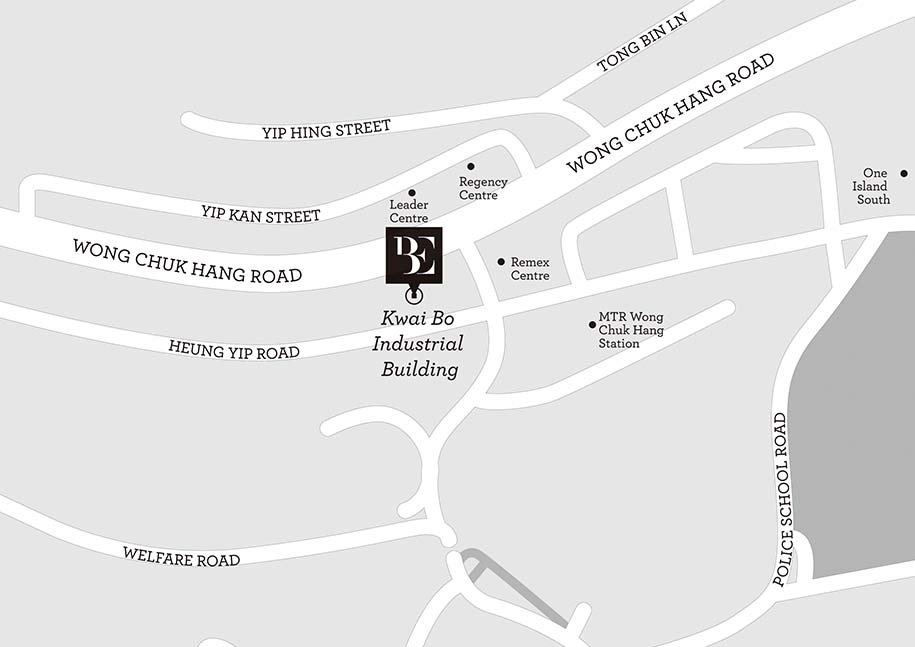 TONG BIN LN
WONG CHUK HANG ROAD
YIP HING STREET
Regency
Centre
One
Island
South
Leader
Centre
YIP KAN STREET
BE
WONG CHUK HANG ROAD
Remex
Centre
Kwai Bo
Industrial
Building
MTR Wong
Chuk Hang
Station
HEUNG YIP ROAD
POLICE SCHOOL ROAD
WELFARE ROAD